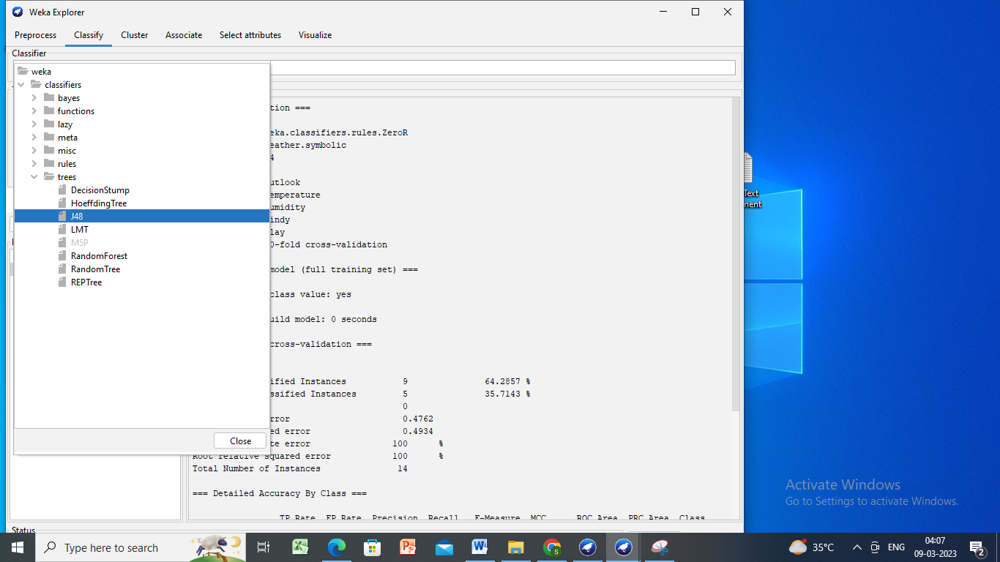 Weka Explorer
Preprocess Classify Cluster Associate Select attributes Visualize
Classifier
weka
classifiers
bayes
functions
lazy
meta
misc
rules
trees
DecisionStump
HoeffdingTree
J48
LMT
M5P
RandomForest
RandomTree
REPTree
Close
tion ===
eka.classifiers.rules.ZeroR
eather.symbolic
4
utlook
emperature
umidity
indy
lay
0-fold cross-validation
model (full training set) ===
class value: yes
uild model: 0 seconds
cross-validation ===
ified Instances 9 64.2857 %
ssified Instances 5 35.7143 %
0
rror 0.4762
ed error 0.4934
te error 100 %
Root relative squared error 100 %
Total Number of Instances 14
=== Detailed Accuracy By Class ===
TP Rate FP Rate Precision Recall F-Measure MCC ROC Area PRC Area Class
Status
Text
ment
Activate Windows
Go to Settings to activate Windows.
Type here to search
35°C
ENG
04:07
09-03-2023
2